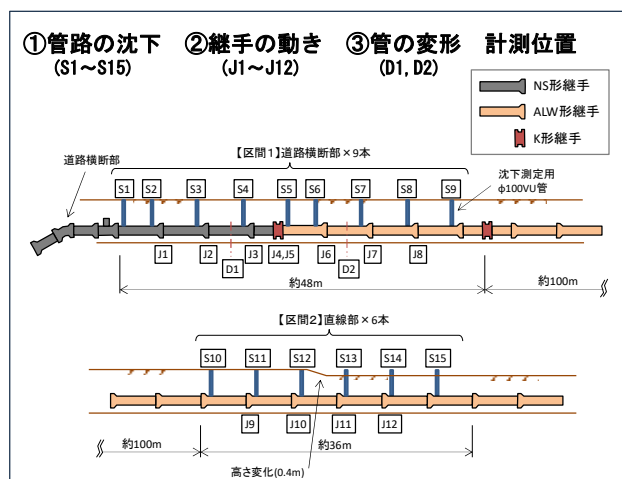 ①管路の沈下 ②継手の動き ③管の変形 計測位置
(S1～S15) (J1～J12) (D1, D2)
NS形継手
ALW形継手
K形継手
【区間1】道路横断部×9本
道路横断部
沈下測定用
φ100VU管
S1 S2 S3 S4 S5 S6 S7 S8 S9
J1 J2 J3 J4,J5 J6 J7 J8
D1 D2
約48m 約100m
【区間2】直線部×6本
S10 S11 S12 S13 S14 S15
J9 J10 J11 J12
約100m 約36m
高さ変化(0.4m)